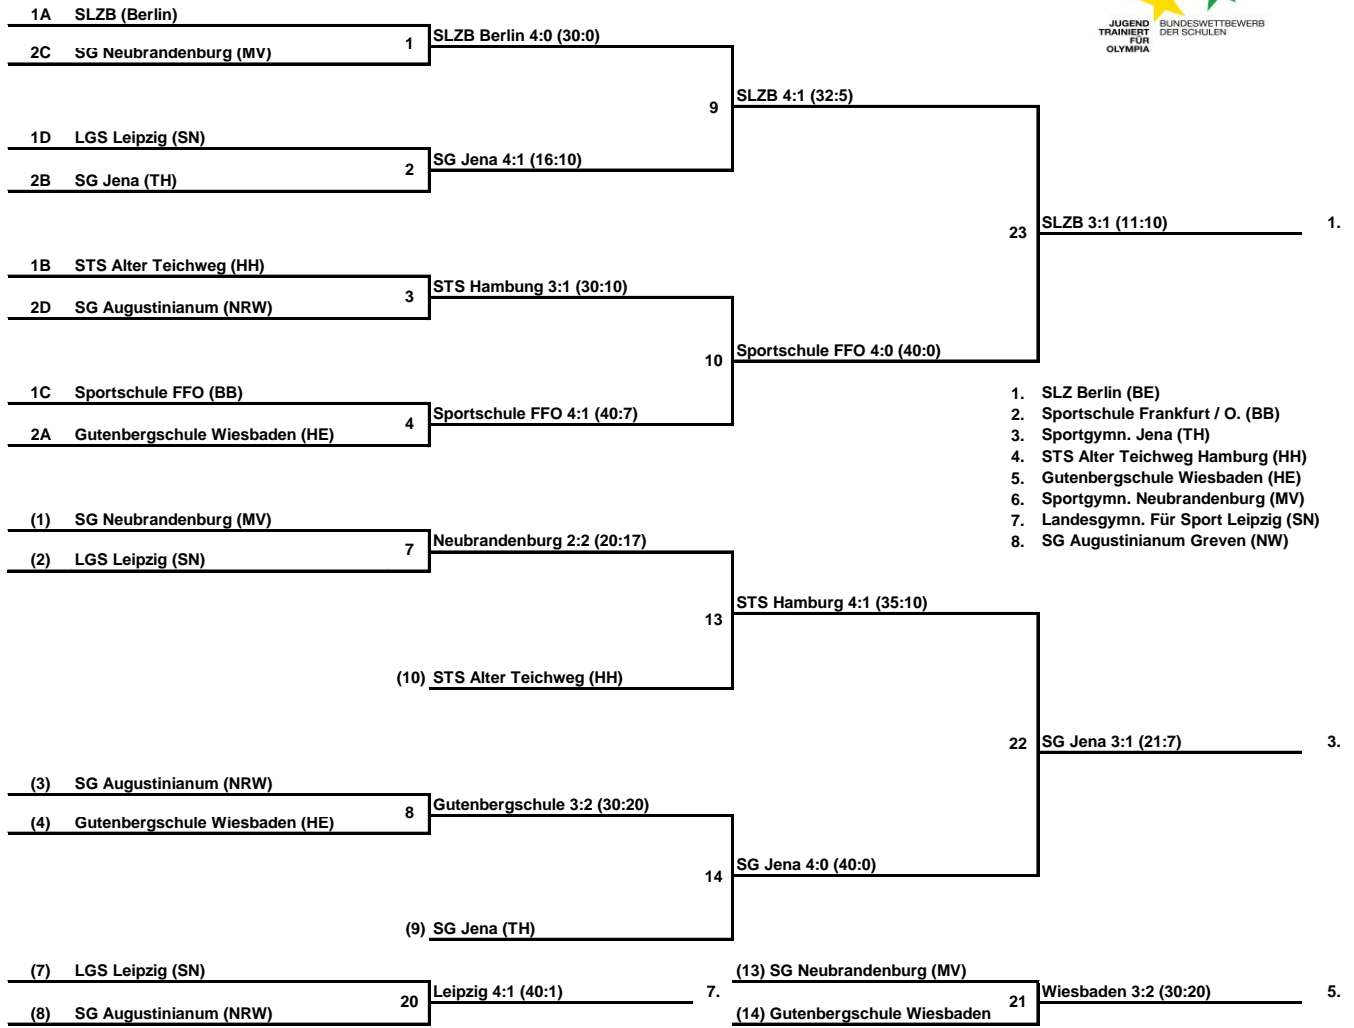 1A SLZB (Berlin)
JUGEND TRAINIERT FÜR OLYMPIA
BUNDESWETTBEWERB DER SCHULEN
1 SLZB Berlin 4:0 (30:0)
2C SG Neubrandenburg (MV)
9 SLZB 4:1 (32:5)
1D LGS Leipzig (SN)
2 SG Jena 4:1 (16:10)
2B SG Jena (TH)
23 SLZB 3:1 (11:10) 1.
1B STS Alter Teichweg (HH)
3 STS Hambung 3:1 (30:10)
2D SG Augustinianum (NRW)
10 Sportschule FFO 4:0 (40:0)
1C Sportschule FFO (BB)
4 Sportschule FFO 4:1 (40:7)
2A Gutenbergschule Wiesbaden (HE)
1. SLZ Berlin (BE)
2. Sportschule Frankfurt / O. (BB)
3. Sportgymn. Jena (TH)
4. STS Alter Teichweg Hamburg (HH)
5. Gutenbergschule Wiesbaden (HE)
6. Sportgymn. Neubrandenburg (MV)
7. Landesgymn. Für Sport Leipzig (SN)
8. SG Augustinianum Greven (NW)
(1) SG Neubrandenburg (MV)
7 Neubrandenburg 2:2 (20:17)
(2) LGS Leipzig (SN)
13 STS Hamburg 4:1 (35:10)
(10) STS Alter Teichweg (HH)
22 SG Jena 3:1 (21:7) 3.
(3) SG Augustinianum (NRW)
8 Gutenbergschule 3:2 (30:20)
(4) Gutenbergschule Wiesbaden (HE)
14 SG Jena 4:0 (40:0)
(9) SG Jena (TH)
(7) LGS Leipzig (SN)
20 Leipzig 4:1 (40:1) 7.
(8) SG Augustinianum (NRW)
(13) SG Neubrandenburg (MV)
21 Wiesbaden 3:2 (30:20) 5.
(14) Gutenbergschule Wiesbaden